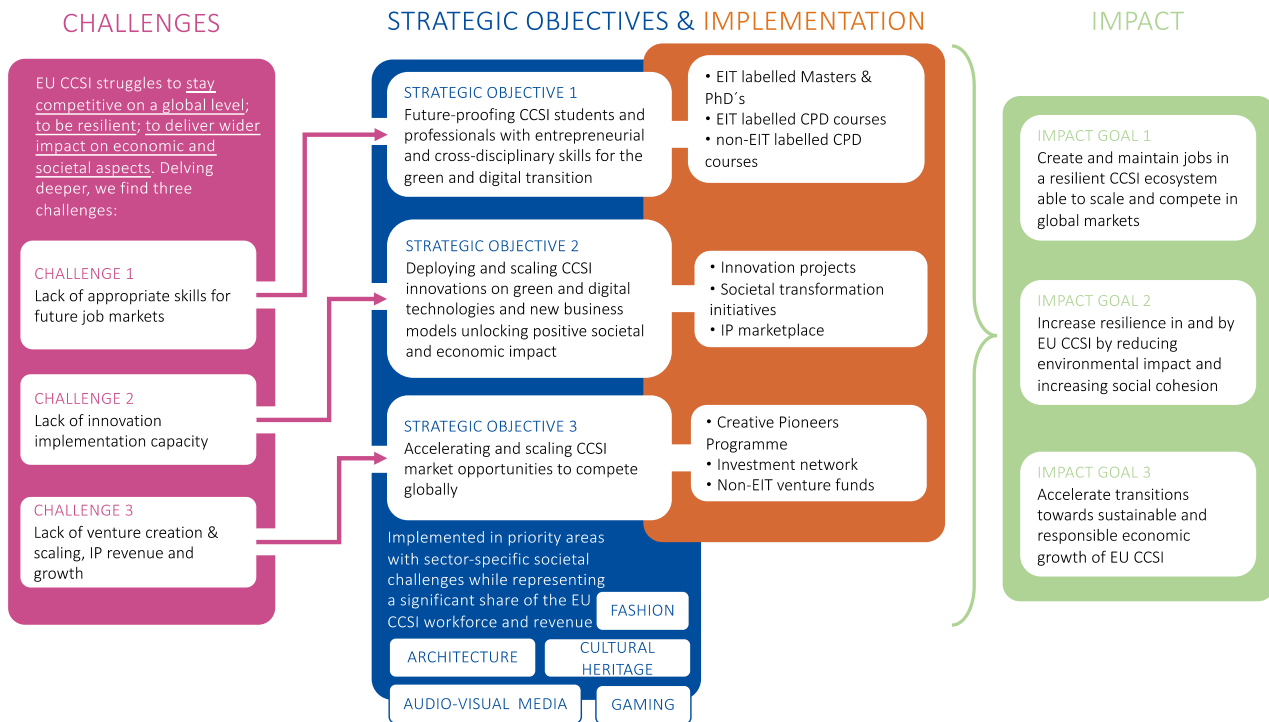 CHALLENGES
EU CCSI struggles to stay
competitive on a global level;
to be resilient; to deliver wider
impact on economic and
societal aspects. Delving
deeper, we find three
challenges:
CHALLENGE 1
Lack of appropriate skills for
future job markets
CHALLENGE 2
Lack of innovation
implementation capacity
CHALLENGE 3
Lack of venture creation &
scaling, IP revenue and
growth
STRATEGIC OBJECTIVES & IMPLEMENTATION
STRATEGIC OBJECTIVE 1
Future-proofing CCSI students and
professionals with entrepreneurial
and cross-disciplinary skills for the
green and digital transition
• EIT labelled Masters &
PhD´s
• EIT labelled CPD courses
• non-EIT labelled CPD
courses
STRATEGIC OBJECTIVE 2
Deploying and scaling CCSI
innovations on green and digital
technologies and new business
models unlocking positive societal
and economic impact
• Innovation projects
• Societal transformation
initiatives
• IP marketplace
STRATEGIC OBJECTIVE 3
Accelerating and scaling CCSI
market opportunities to compete
globally
• Creative Pioneers
Programme
• Investment network
• Non-EIT venture funds
Implemented in priority areas
with sector-specific societal
challenges while representing
a significant share of the EU
CCSI workforce and revenue
FASHION
ARCHITECTURE
CULTURAL
HERITAGE
AUDIO-VISUAL MEDIA
GAMING
IMPACT
IMPACT GOAL 1
Create and maintain jobs in
a resilient CCSI ecosystem
able to scale and compete in
global markets
IMPACT GOAL 2
Increase resilience in and by
EU CCSI by reducing
environmental impact and
increasing social cohesion
IMPACT GOAL 3
Accelerate transitions
towards sustainable and
responsible economic
growth of EU CCSI